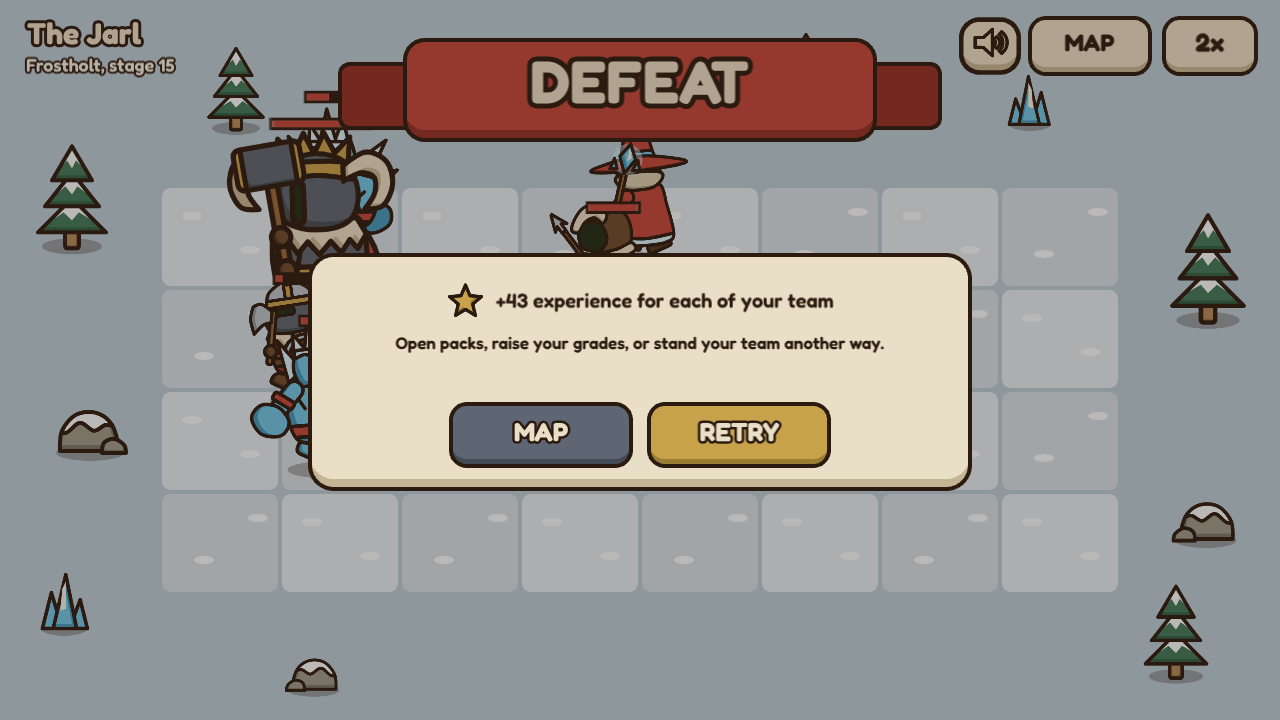 The Jarl
Frostholt, stage 15
MAP
2x
DEFEAT
+43 experience for each of your team
Open packs, raise your grades, or stand your team another way.
MAP
RETRY